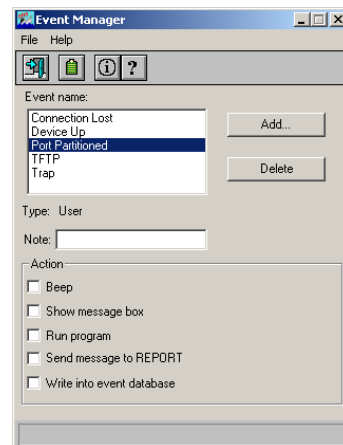 Event Manager
File Help
Event name:
Connection Lost
Device Up
Port Partitioned
TFTP
Trap
Add...
Delete
Type: User
Note:
Action
Beep
Show message box
Run program
Send message to REPORT
Write into event database